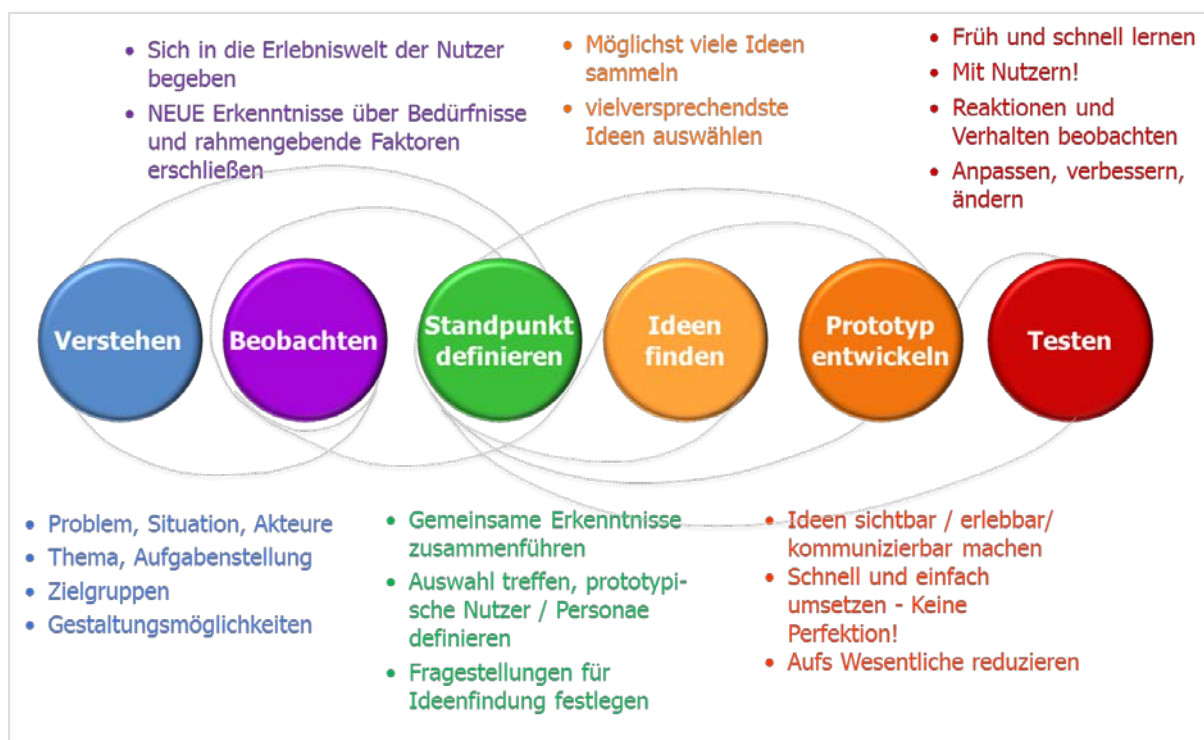 • Sich in die Erlebniswelt der Nutzer
begeben
• NEUE Erkenntnisse über Bedürfnisse
und rahmengebende Faktoren
erschließen
• Möglichst viele Ideen
sammeln
• vielversprechendste
Ideen auswählen
• Früh und schnell lernen
• Mit Nutzern!
• Reaktionen und
Verhalten beobachten
• Anpassen, verbessern,
ändern
Verstehen
Beobachten
Standpunkt
definieren
Ideen
finden
Prototyp
entwickeln
Testen
• Problem, Situation, Akteure
• Thema, Aufgabenstellung
• Zielgruppen
• Gestaltungsmöglichkeiten
• Gemeinsame Erkenntnisse
zusammenführen
• Auswahl treffen, prototypi-
sche Nutzer / Personae
definieren
• Fragestellungen für
Ideenfindung festlegen
• Ideen sichtbar / erlebbar/
kommunizierbar machen
• Schnell und einfach
umsetzen - Keine
Perfektion!
• Aufs Wesentliche reduzieren